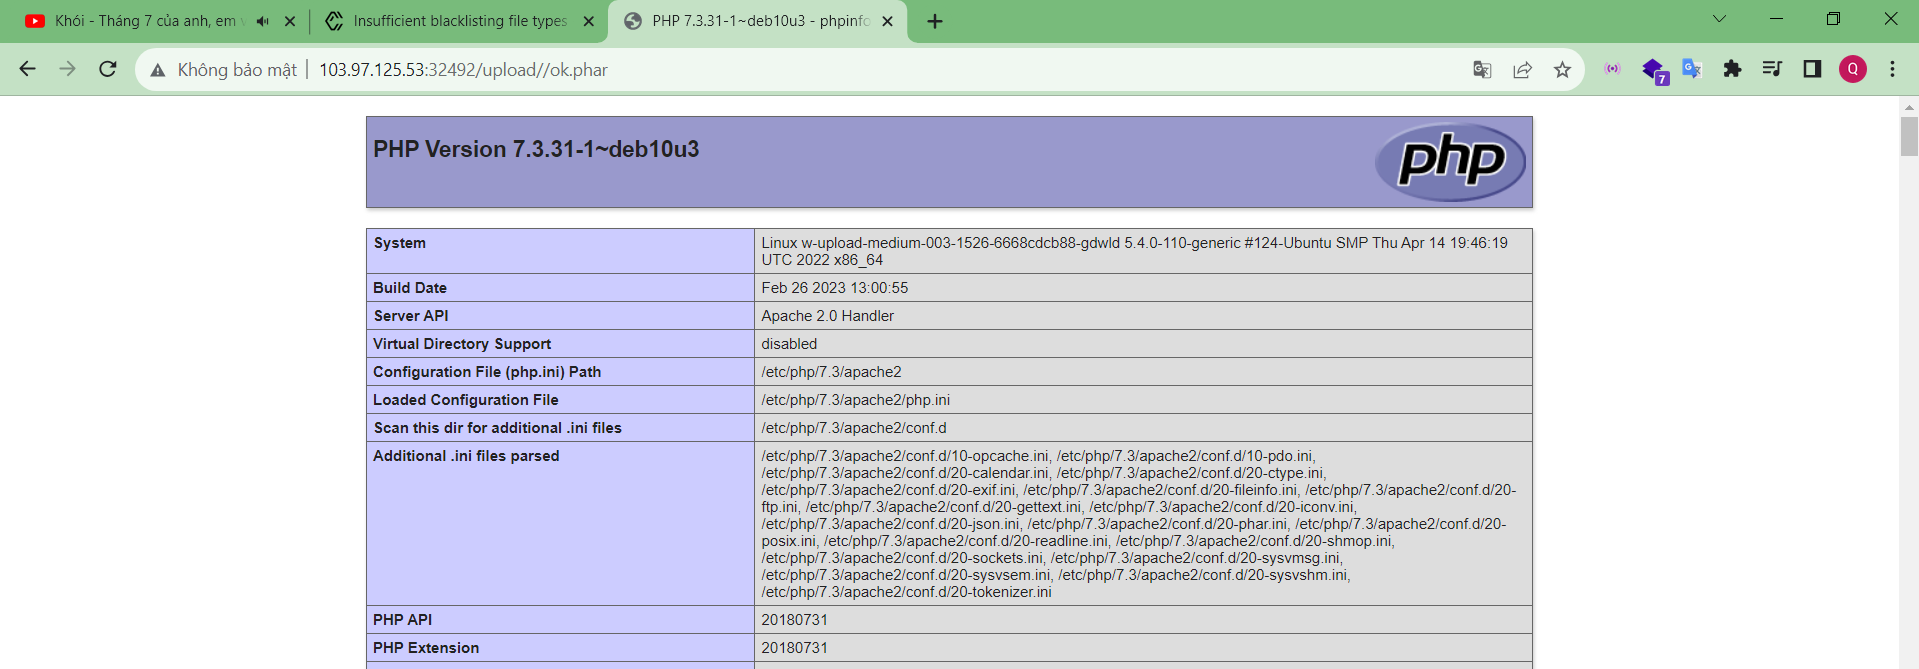 Khói - Tháng 7 của anh, em
Insufficient blacklisting file types
PHP 7.3.31-1~deb10u3 - phpinfo
Không bảo mật
103.97.125.53:32492/upload//ok.phar
7
Q
PHP Version 7.3.31-1~deb10u3
php
System
Linux w-upload-medium-003-1526-6668cdcb88-gdwld 5.4.0-110-generic #124-Ubuntu SMP Thu Apr 14 19:46:19
UTC 2022 x86_64
Build Date
Feb 26 2023 13:00:55
Server API
Apache 2.0 Handler
Virtual Directory Support
disabled
Configuration File (php.ini) Path
/etc/php/7.3/apache2
Loaded Configuration File
/etc/php/7.3/apache2/php.ini
Scan this dir for additional .ini files
/etc/php/7.3/apache2/conf.d
Additional .ini files parsed
/etc/php/7.3/apache2/conf.d/10-opcache.ini, /etc/php/7.3/apache2/conf.d/10-pdo.ini,
/etc/php/7.3/apache2/conf.d/20-calendar.ini, /etc/php/7.3/apache2/conf.d/20-ctype.ini,
/etc/php/7.3/apache2/conf.d/20-exif.ini, /etc/php/7.3/apache2/conf.d/20-fileinfo.ini, /etc/php/7.3/apache2/conf.d/20-
ftp.ini, /etc/php/7.3/apache2/conf.d/20-gettext.ini, /etc/php/7.3/apache2/conf.d/20-iconv.ini,
/etc/php/7.3/apache2/conf.d/20-json.ini, /etc/php/7.3/apache2/conf.d/20-phar.ini, /etc/php/7.3/apache2/conf.d/20-
posix.ini, /etc/php/7.3/apache2/conf.d/20-readline.ini, /etc/php/7.3/apache2/conf.d/20-shmop.ini,
/etc/php/7.3/apache2/conf.d/20-sockets.ini, /etc/php/7.3/apache2/conf.d/20-sysvmsg.ini,
/etc/php/7.3/apache2/conf.d/20-sysvsem.ini, /etc/php/7.3/apache2/conf.d/20-sysvshm.ini,
/etc/php/7.3/apache2/conf.d/20-tokenizer.ini
PHP API
20180731
PHP Extension
20180731